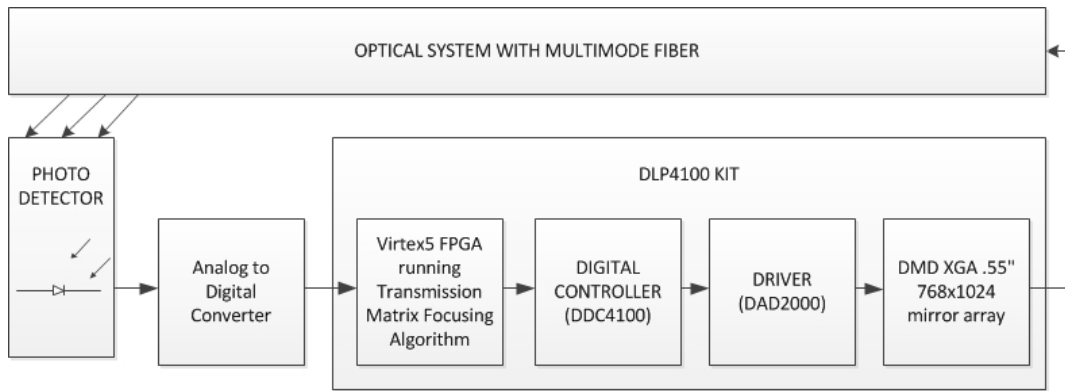 OPTICAL SYSTEM WITH MULTIMODE FIBER
PHOTO
DETECTOR
Analog to
Digital
Converter
DLP4100 KIT
Virtex5 FPGA
running
Transmission
Matrix Focusing
Algorithm
DIGITAL
CONTROLLER
(DDC4100)
DRIVER
(DAD2000)
DMD XGA .55"
768x1024
mirror array